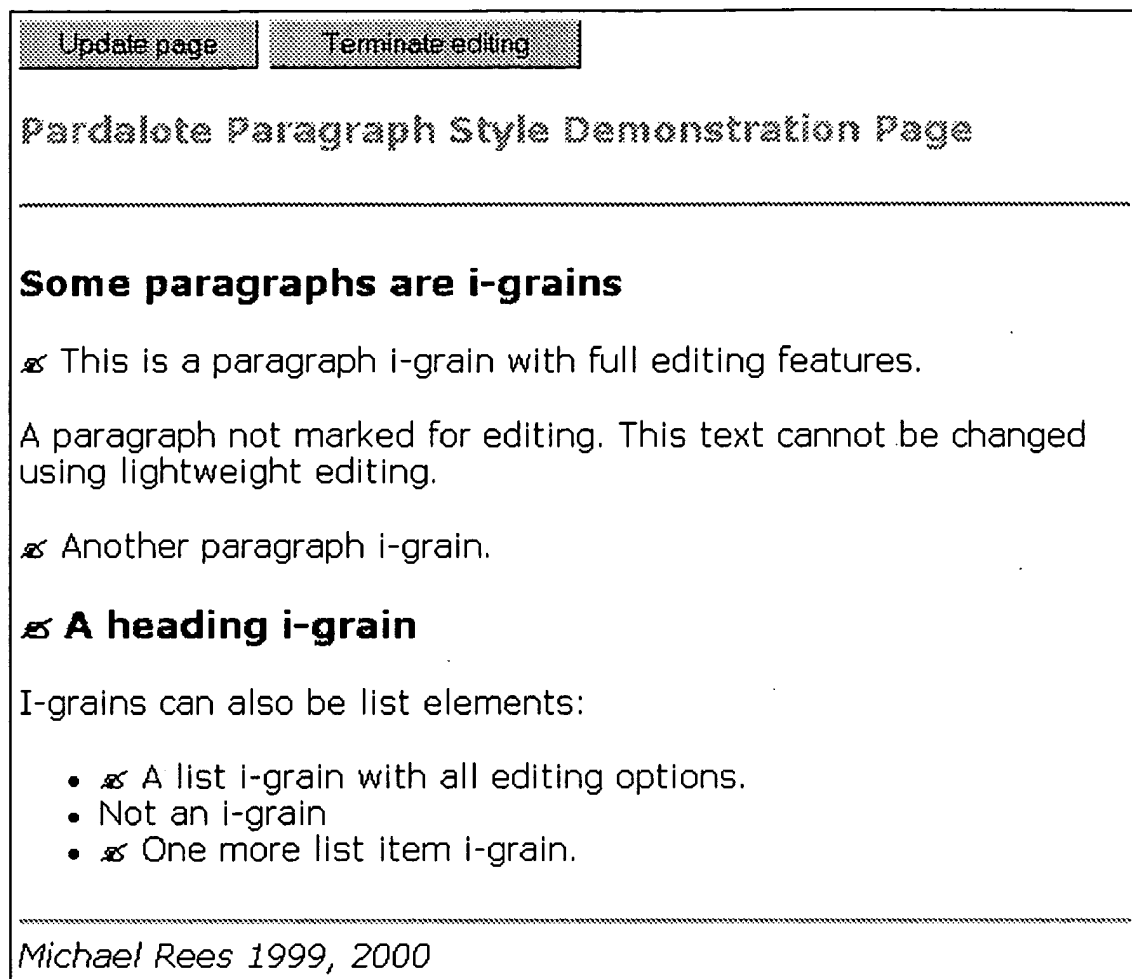 Update page Terminate editing
Pardalote Paragraph Style Demonstration Page
Some paragraphs are i-grains
This is a paragraph i-grain with full editing features.
A paragraph not marked for editing. This text cannot be changed
using lightweight editing.
Another paragraph i-grain.
A heading i-grain
I-grains can also be list elements:
• A list i-grain with all editing options.
• Not an i-grain
• One more list item i-grain.
Michael Rees 1999, 2000